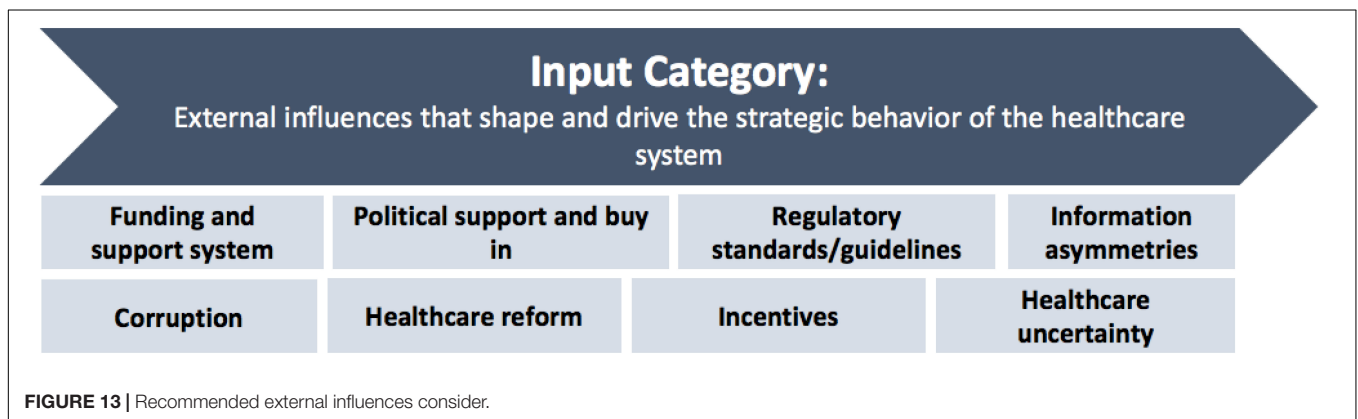 Input Category:
External influences that shape and drive the strategic behavior of the healthcare
system
Funding and
support system
Political support and buy
in
Regulatory
standards/guidelines
Information
asymmetries
Corruption
Healthcare reform
Incentives
Healthcare
uncertainty
FIGURE 13 | Recommended external influences consider.